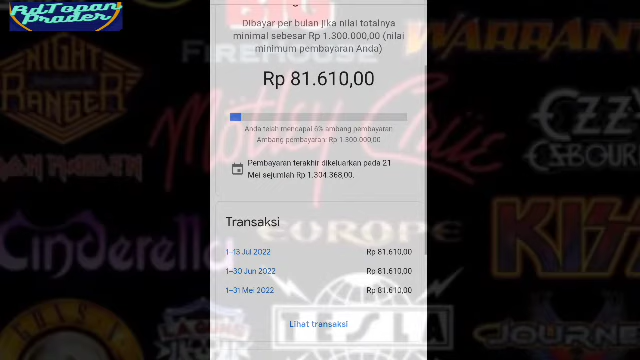 RdTopan
Prader
Dibayar per bulan jika nilai totalnya
minimal sebesar Rp 1.300.000,00 (nilai
minimum pembayaran Anda)
Rp 81.610,00
Anda telah mencapai 6% ambang pembayaran
Ambang pembayaran: Rp 1.300.000,00
Pembayaran terakhir dikeluarkan pada 21
Mei sejumlah Rp 1.304.368,00.
Transaksi
1–13 Jul 2022 Rp 81.610,00
1–30 Jun 2022 Rp 81.610,00
1–31 Mei 2022 Rp 81.610,00
Lihat transaksi
NIGHT
RANGER
IRON MAIDEN
Cinderella
GUNS N
BIG
Mötley Crüe
EUROPE
TESLA
WARRANT
OZZY
OSBOURNE
KISS
JOURNEY